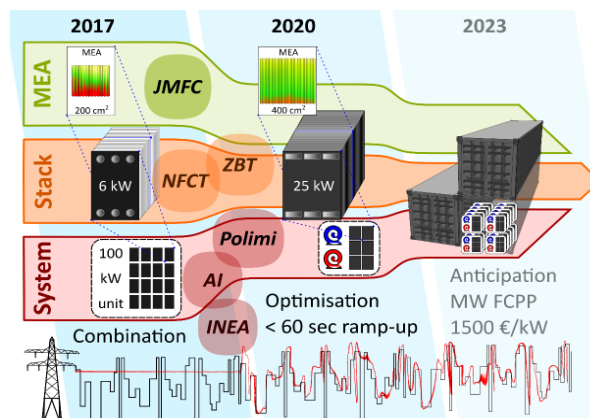 2017
2020
2023
MEA
MEA
200 cm²
JMFC
MEA
400 cm²
Stack
6 kW
NFCT
ZBT
25 kW
System
100
kW
unit
Polimi
AI
INEA
Combination
Optimisation
< 60 sec ramp-up
Anticipation
MW FCPP
1500 €/kW